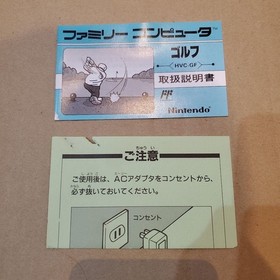 ファミリー コンピュータ
ゴルフ
HVC-GF
取扱説明書
Nintendo
ご注意
ご使用後は、ACアダプタをコンセントから、
必ず抜いておいてください。
コンセント